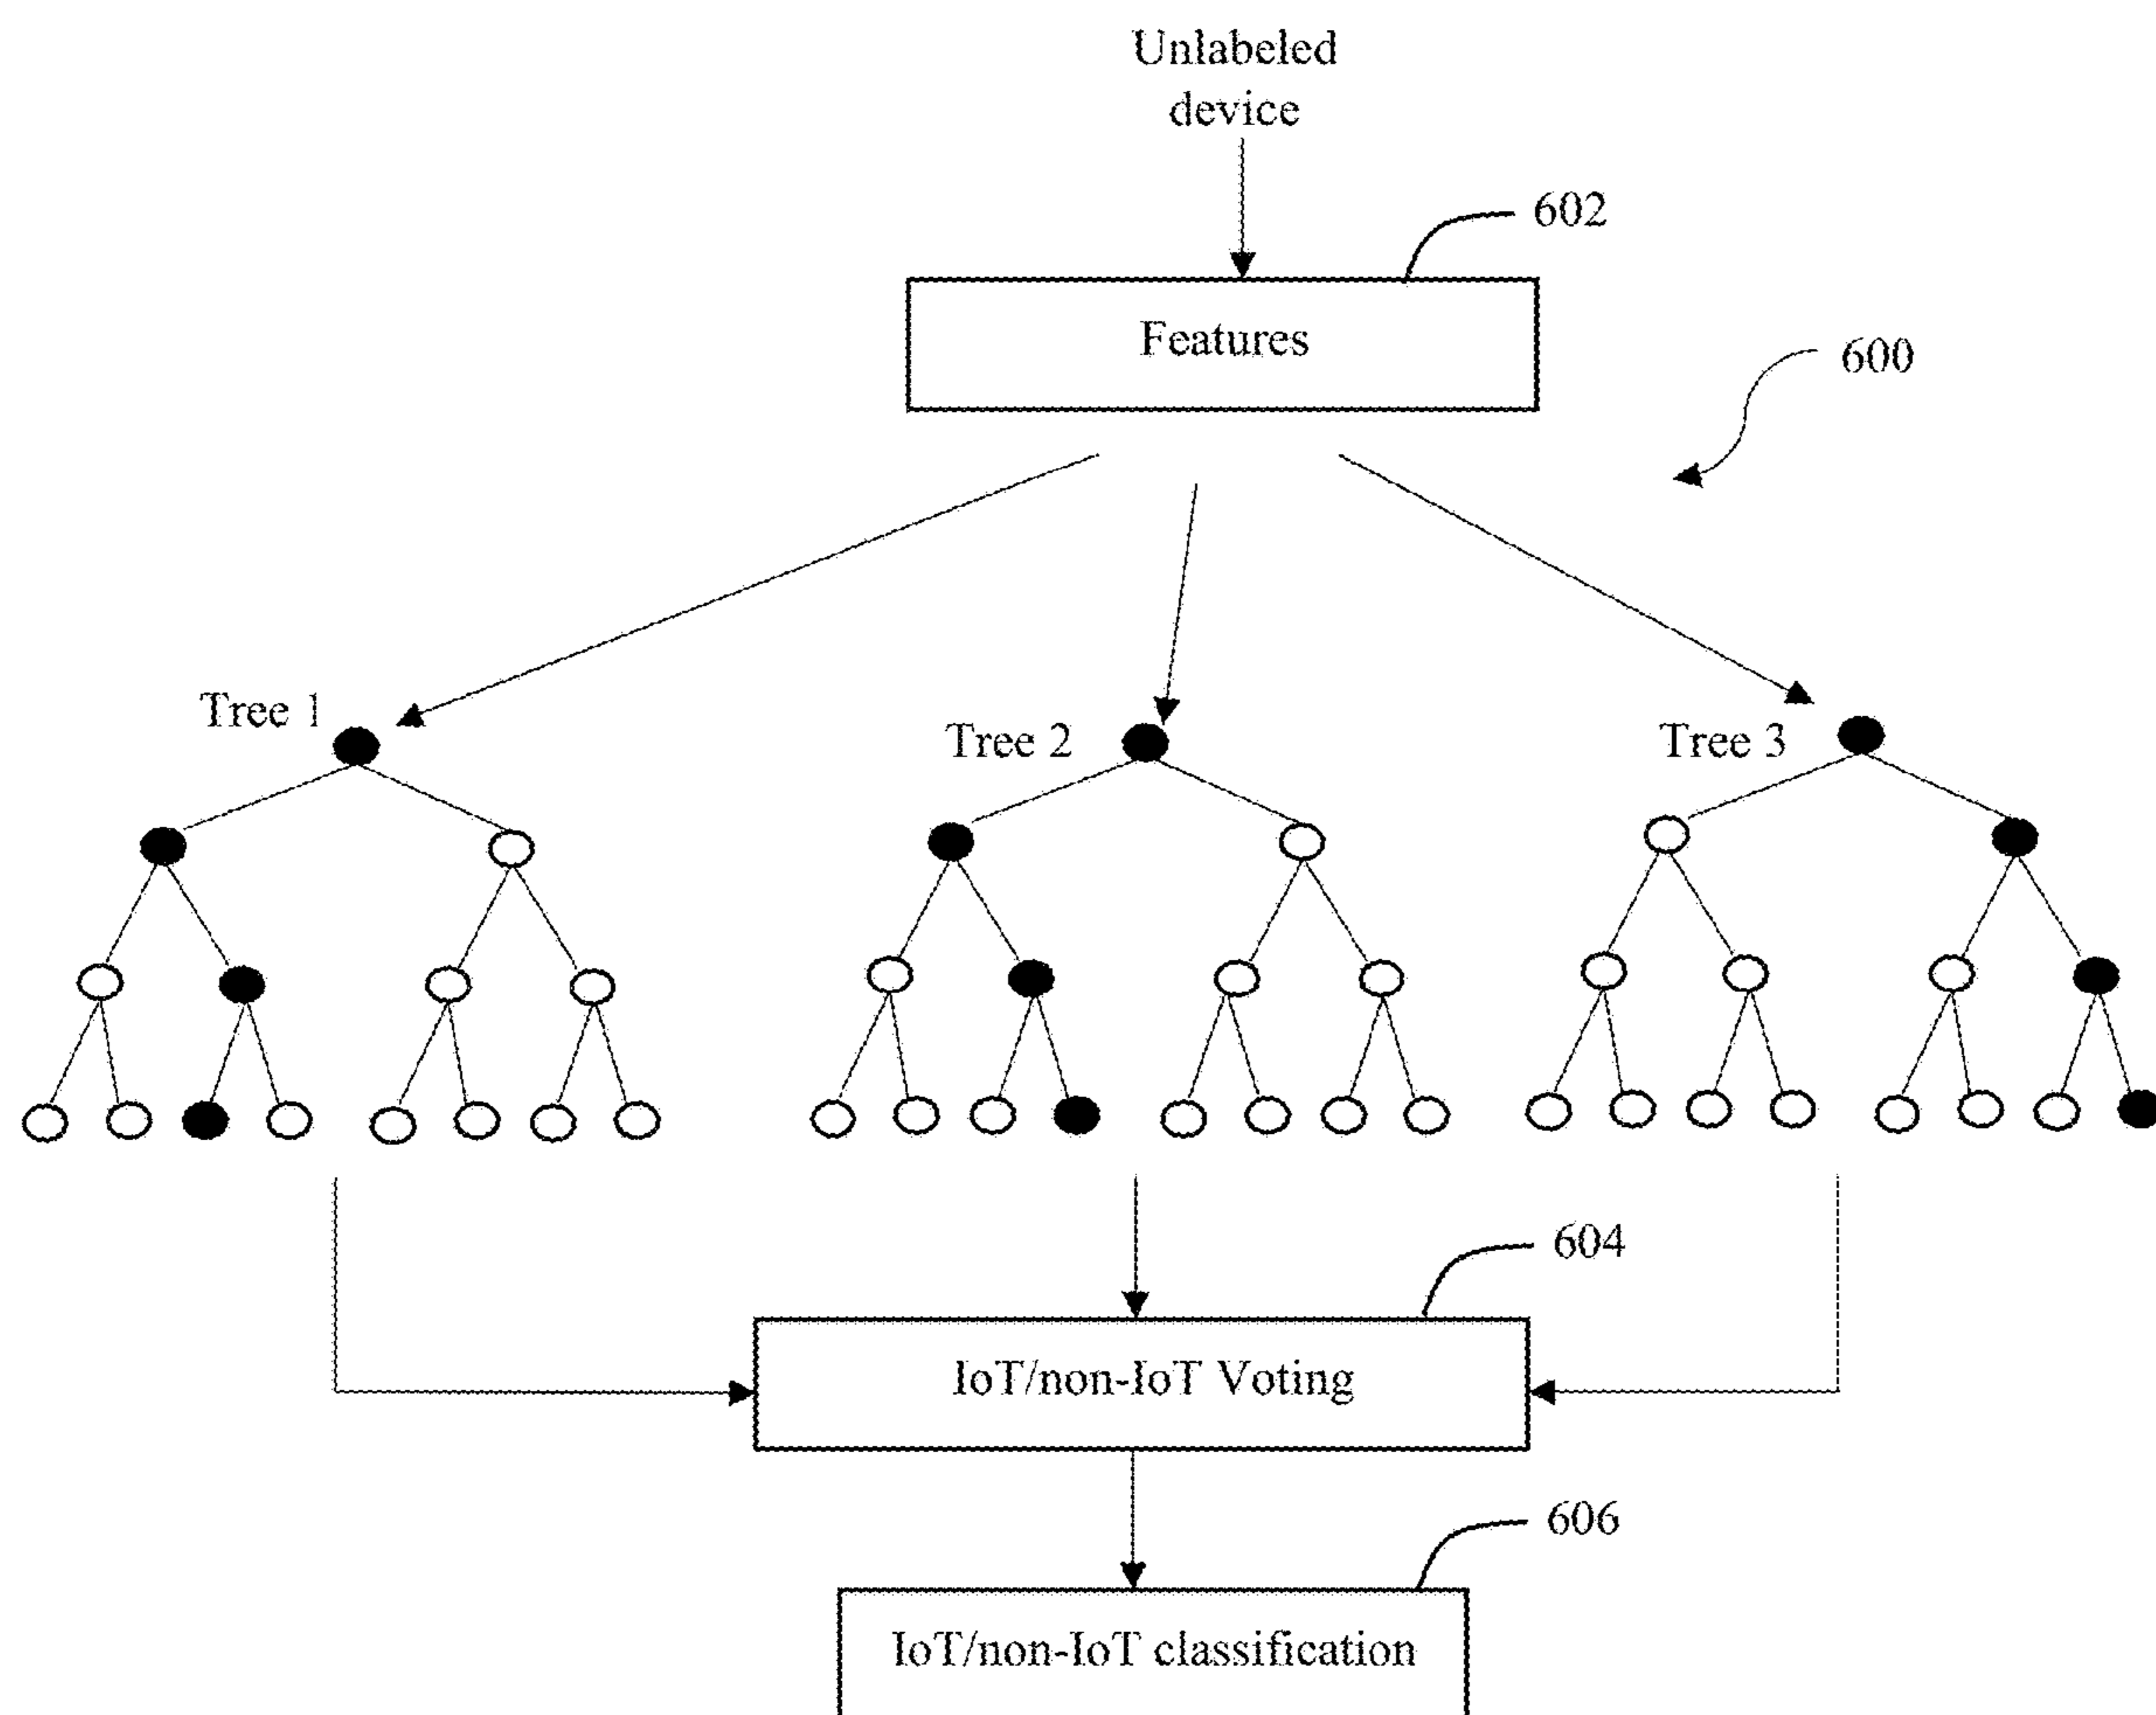 Unlabeled
device
602
Features
600
Tree 1
Tree 2
Tree 3
604
IoT/non-IoT Voting
606
IoT/non-IoT classification